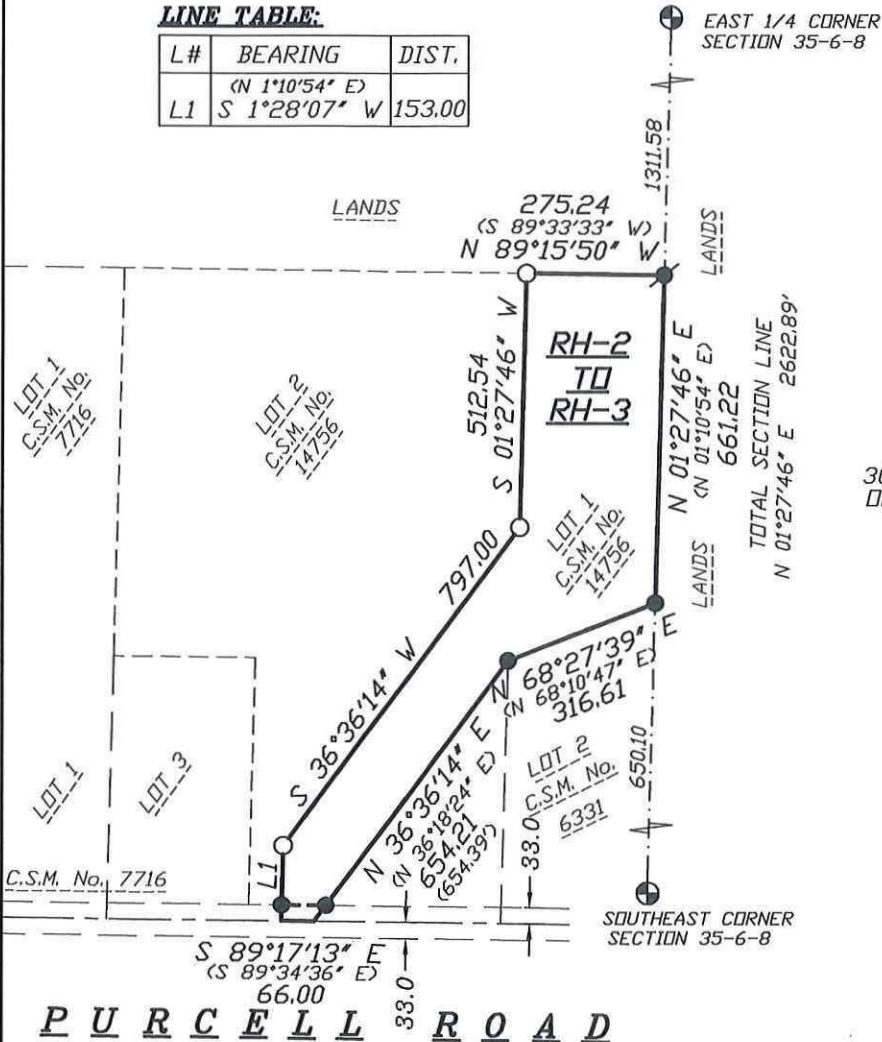 LINE TABLE:
L# BEARING DIST.
(N 1°10'54" E)
L1 S 1°28'07" W 153.00
EAST 1/4 CORNER
SECTION 35-6-8
1311.58
LANDS
275.24
(S 89°33'33" W)
N 89°15'50" W
LANDS
LOT 1
C.S.M. No.
7716
LOT 2
C.S.M. No.
14756
512.54
S 01°27'46" W
RH-2
TO
RH-3
N 01°27'46" E
(N 01°10'54" E)
661.22
TOTAL SECTION LINE
N 01°27'46" E 2622.89'
LOT 1
C.S.M. No.
14756
LANDS
797.00
S 36°36'14" W
N 68°27'39" E
(N 68°10'47" E)
316.61
N 36°36'14" E
(N 36°18'24" E)
654.21
(654.39')
LOT 2
C.S.M. No.
6331
650.10
LOT 1
LOT 3
L1
C.S.M. No. 7716
33.0
SOUTHEAST CORNER
SECTION 35-6-8
S 89°17'13" E
(S 89°34'36" E)
66.00
33.0
PURCELL ROAD